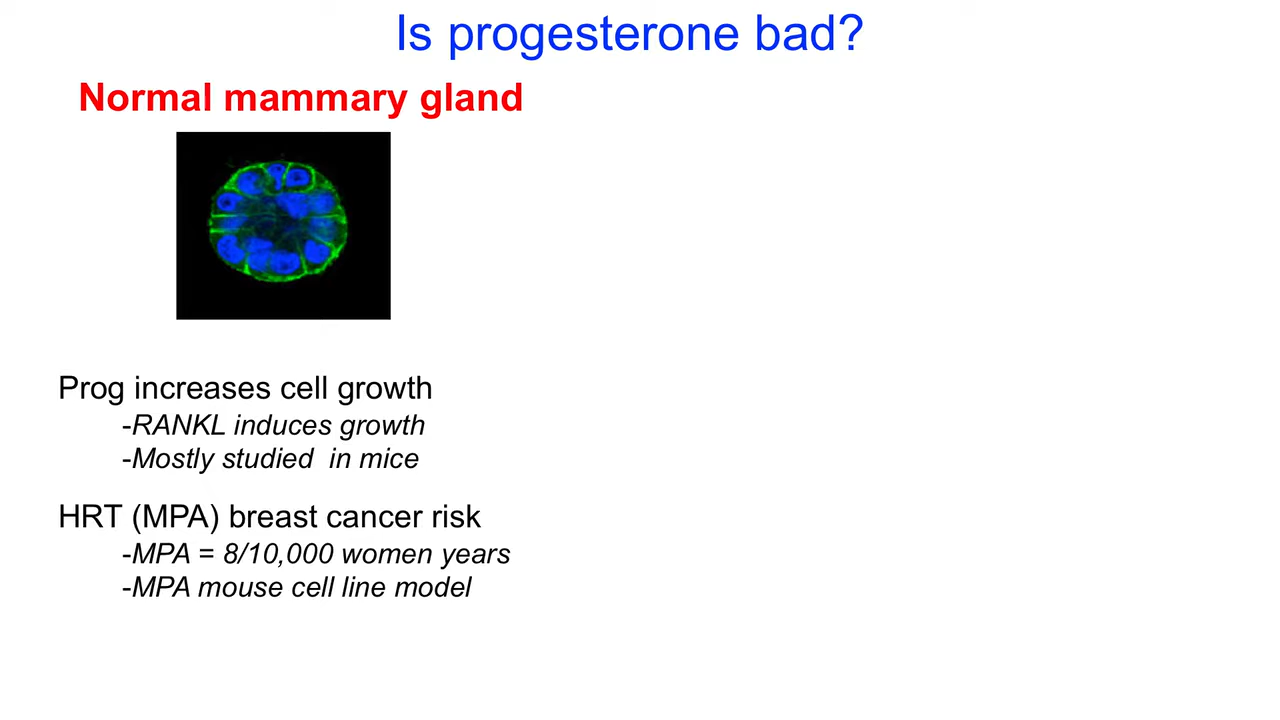 Is progesterone bad?
Normal mammary gland
Prog increases cell growth
-RANKL induces growth
-Mostly studied in mice
HRT (MPA) breast cancer risk
-MPA = 8/10,000 women years
-MPA mouse cell line model